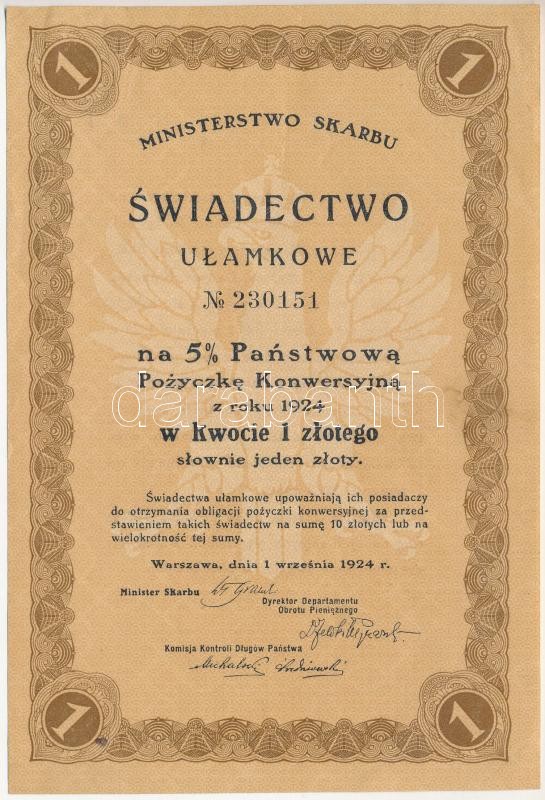 1 1
MINISTERSTWO SKARBU
ŚWIADECTWO
UŁAMKOWE
№ 230151
na 5% Państwową
Pożyczkę Konwersyjną
z roku 1924
w kwocie 1 złotego
słownie jeden złoty.
darabanth
Świadectwa ułamkowe upoważniają ich posiadaczy
do otrzymania obligacji pożyczki konwersyjnej za przed-
stawieniem takich świadectw na sumę 10 złotych lub na
wielokrotność tej sumy.
Warszawa, dnia 1 września 1924 r.
Minister Skarbu
Dyrektor Departamentu
Obrotu Pieniężnego
Komisja Kontroli Długów Państwa
1 1